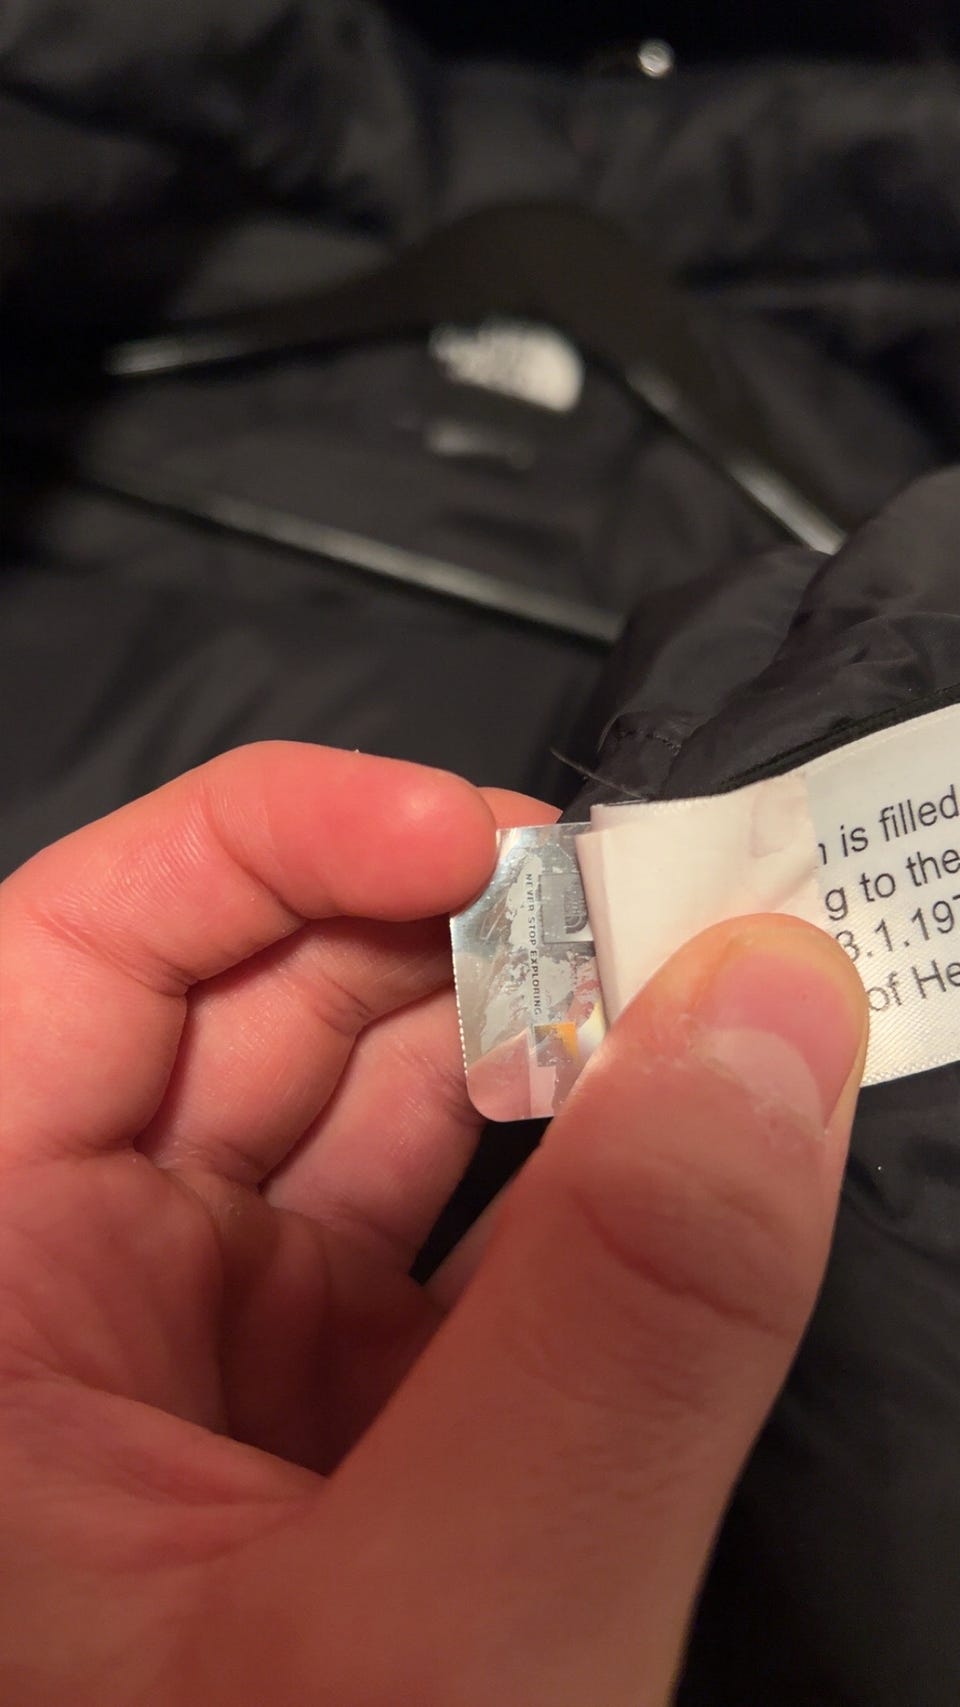 NEVER STOP EXPLORING
is filled
g to the
3.1.197
of He